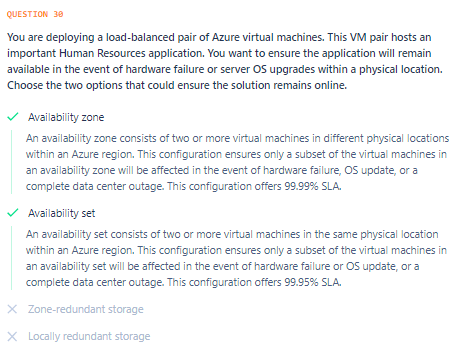 QUESTION 30
You are deploying a load-balanced pair of Azure virtual machines. This VM pair hosts an
important Human Resources application. You want to ensure the application will remain
available in the event of hardware failure or server OS upgrades within a physical location.
Choose the two options that could ensure the solution remains online.
Availability zone
An availability zone consists of two or more virtual machines in different physical locations
within an Azure region. This configuration ensures only a subset of the virtual machines in
an availability zone will be affected in the event of hardware failure, OS update, or a
complete data center outage. This configuration offers 99.99% SLA.
Availability set
An availability set consists of two or more virtual machines in the same physical location
within an Azure region. This configuration ensures only a subset of the virtual machines in
an availability set will be affected in the event of hardware failure or OS update, or a
complete data center outage. This configuration offers 99.95% SLA.
Zone-redundant storage
Locally redundant storage